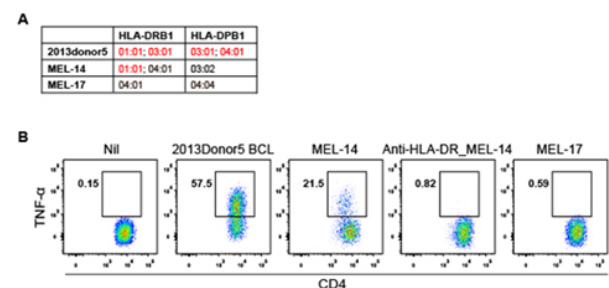 A
HLA-DRB1 HLA-DPB1
2013donor5 01:01; 03:01 03:01; 04:01
MEL-14 01:01; 04:01 03:02
MEL-17 04:01 04:04
B
Nil 2013Donor5 BCL MEL-14 Anti-HLA-DR_MEL-14 MEL-17
0.15 57.5 21.5 0.82 0.59
TNF-α
CD4